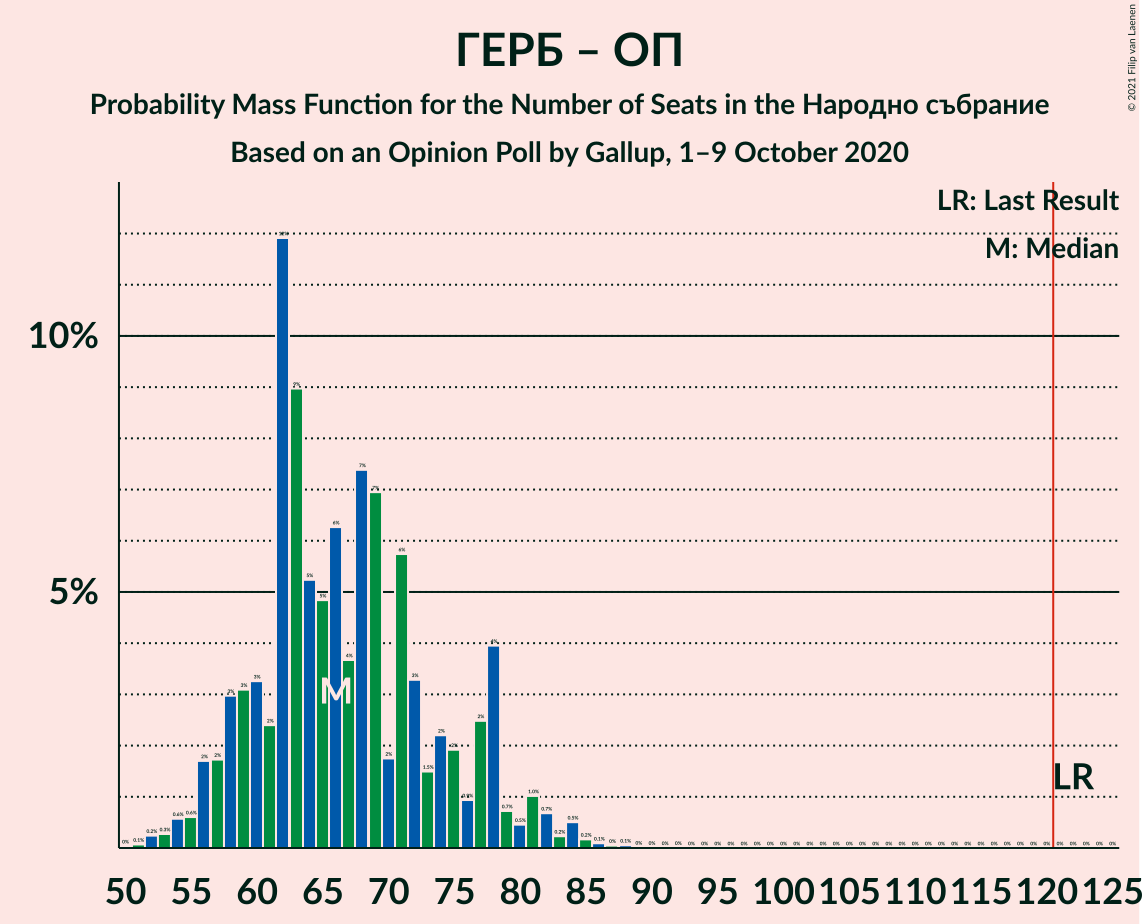 ГЕРБ – ОП
Probability Mass Function for the Number of Seats in the Народно събрание
Based on an Opinion Poll by Gallup, 1–9 October 2020
© 2021 Filip van Laenen
LR: Last Result
M: Median
10%
5%
M
LR
50 55 60 65 70 75 80 85 90 95 100 105 110 115 120 125